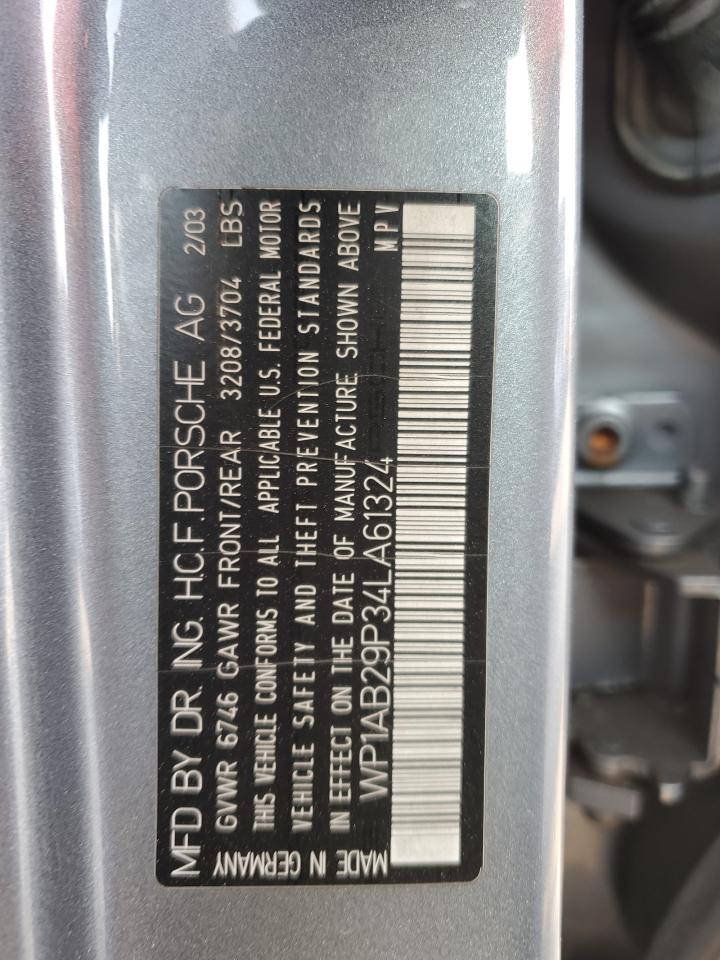 MFD BY DR. ING. H.C.F. PORSCHE AG 2/03
GVWR 6746 GAWR FRONT/REAR 3208/3704 LBS
THIS VEHICLE CONFORMS TO ALL APPLICABLE U.S. FEDERAL MOTOR
VEHICLE SAFETY AND THEFT PREVENTION STANDARDS
IN EFFECT ON THE DATE OF MANUFACTURE SHOWN ABOVE
MADE IN GERMANY WP1AB29P34LA61324 MPV